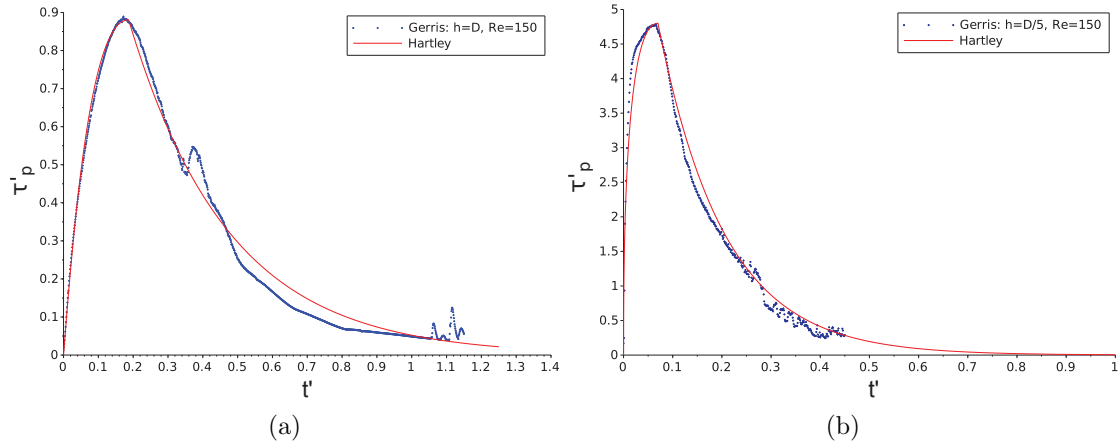 0.9
0.8
0.7
0.6
0.5
0.4
0.3
0.2
0.1
0
τ'p
0 0.1 0.2 0.3 0.4 0.5 0.6 0.7 0.8 0.9 1 1.1 1.2 1.3 1.4
t'
Gerris: h=D, Re=150
Hartley
(a)
5
4.5
4
3.5
3
2.5
2
1.5
1
0.5
0
τ'p
0 0.1 0.2 0.3 0.4 0.5 0.6 0.7 0.8 0.9 1
t'
Gerris: h=D/5, Re=150
Hartley
(b)